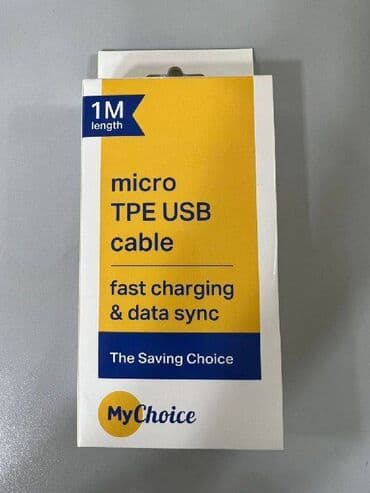 1M
length
micro
TPE USB
cable
fast charging
& data sync
The Saving Choice
MyChoice